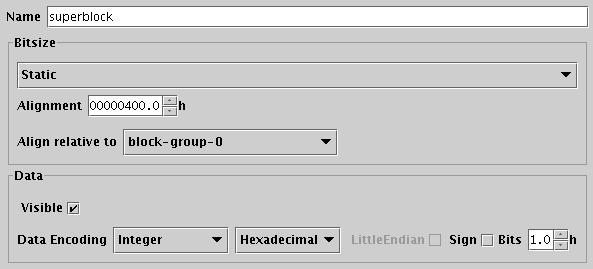 Name superblock
Bitsize
Static
Alignment 00000400.0 h
Align relative to block-group-0
Data
Visible
Data Encoding Integer Hexadecimal LittleEndian Sign Bits 1.0 h